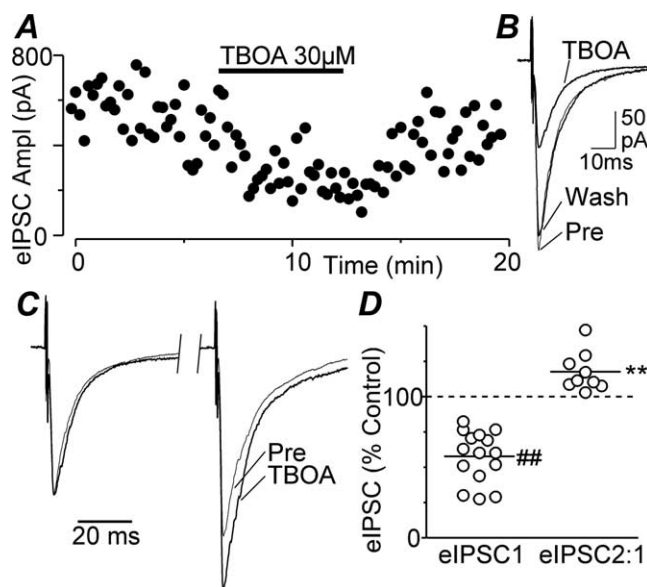 A
800
eIPSC Ampl (pA)
0
TBOA 30µM
0
10
20
Time (min)
B
TBOA
50
pA
10ms
Wash
Pre
C
Pre
TBOA
20 ms
D
eIPSC (% Control)
100
0
**
##
eIPSC1
eIPSC2:1